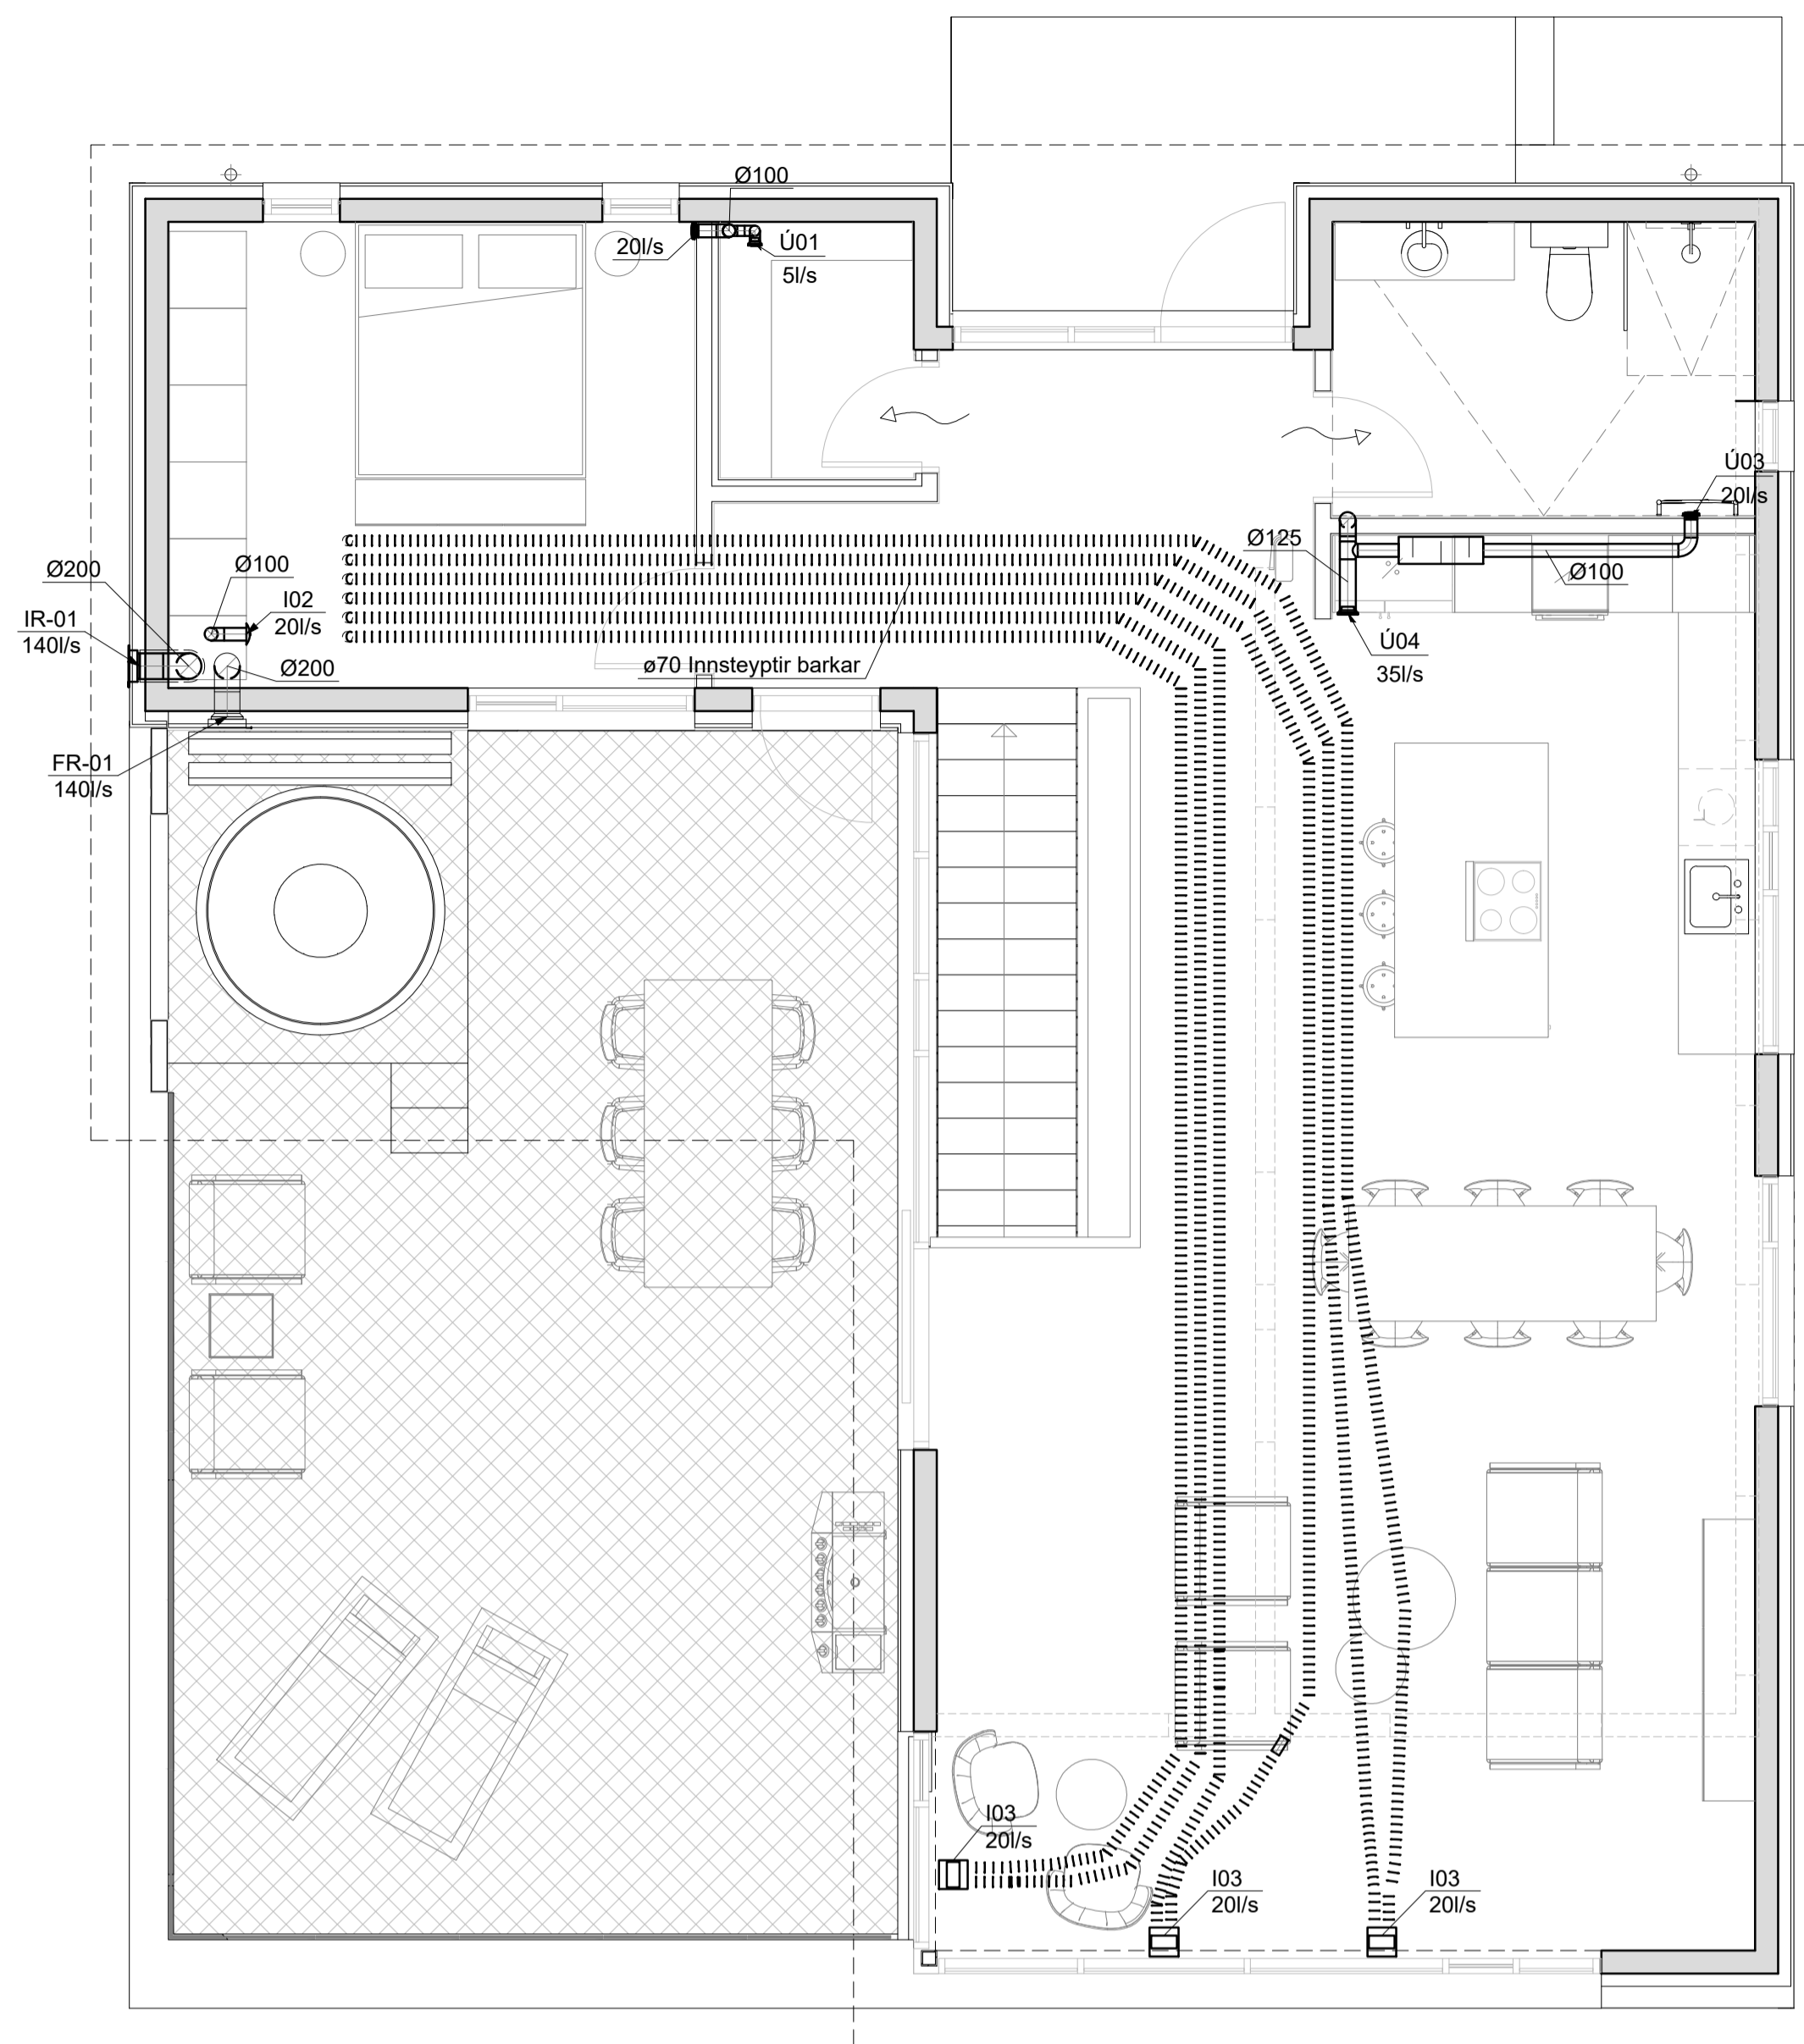 Ø100
20l/s
Ú01
5l/s
Ú03
20l/s
Ø125
Ø100
Ø200
Ø100
I02
20l/s
IR-01
140l/s
Ø200
ø70 Innsteyptir barkar
Ú04
35l/s
FR-01
140l/s
I03
20l/s
I03
20l/s
I03
20l/s